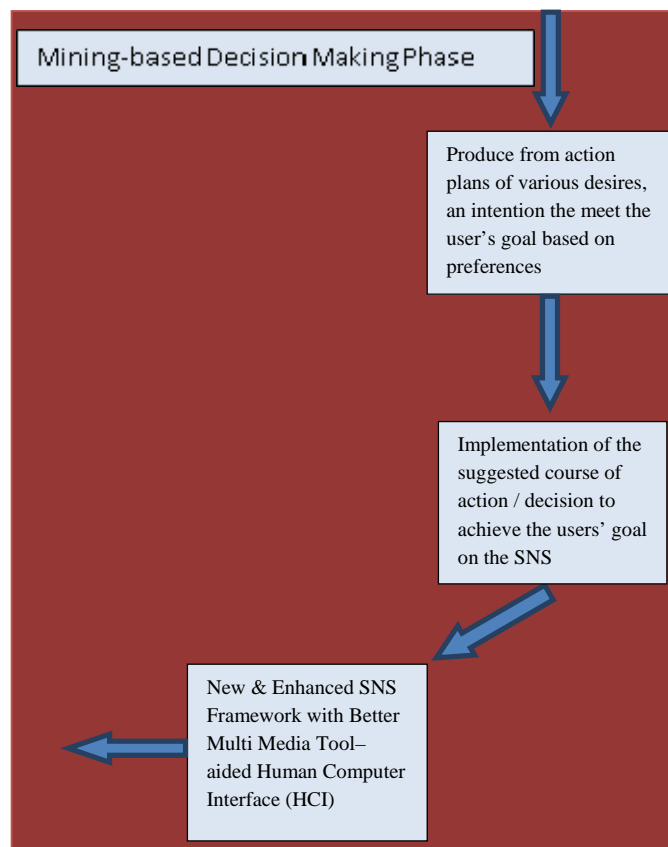 Mining-based Decision Making Phase
Produce from action
plans of various desires,
an intention the meet the
user’s goal based on
preferences
Implementation of the
suggested course of
action / decision to
achieve the users’ goal
on the SNS
New & Enhanced SNS
Framework with Better
Multi Media Tool–
aided Human Computer
Interface (HCI)